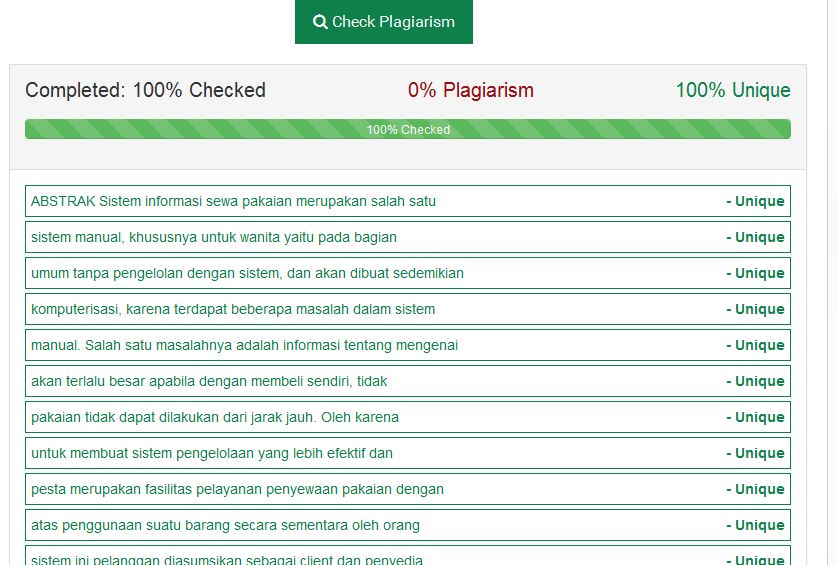 Check Plagiarism
Completed: 100% Checked 0% Plagiarism 100% Unique
100% Checked
ABSTRAK Sistem informasi sewa pakaian merupakan salah satu - Unique
sistem manual, khususnya untuk wanita yaitu pada bagian - Unique
umum tanpa pengelolan dengan sistem, dan akan dibuat sedemikian - Unique
komputerisasi, karena terdapat beberapa masalah dalam sistem - Unique
manual. Salah satu masalahnya adalah informasi tentang mengenai - Unique
akan terlalu besar apabila dengan membeli sendiri, tidak - Unique
pakaian tidak dapat dilakukan dari jarak jauh. Oleh karena - Unique
untuk membuat sistem pengelolaan yang lebih efektif dan - Unique
pesta merupakan fasilitas pelayanan penyewaan pakaian dengan - Unique
atas penggunaan suatu barang secara sementara oleh orang - Unique
sistem ini pelanggan diasumsikan sebagai client dan penyedia - Unique